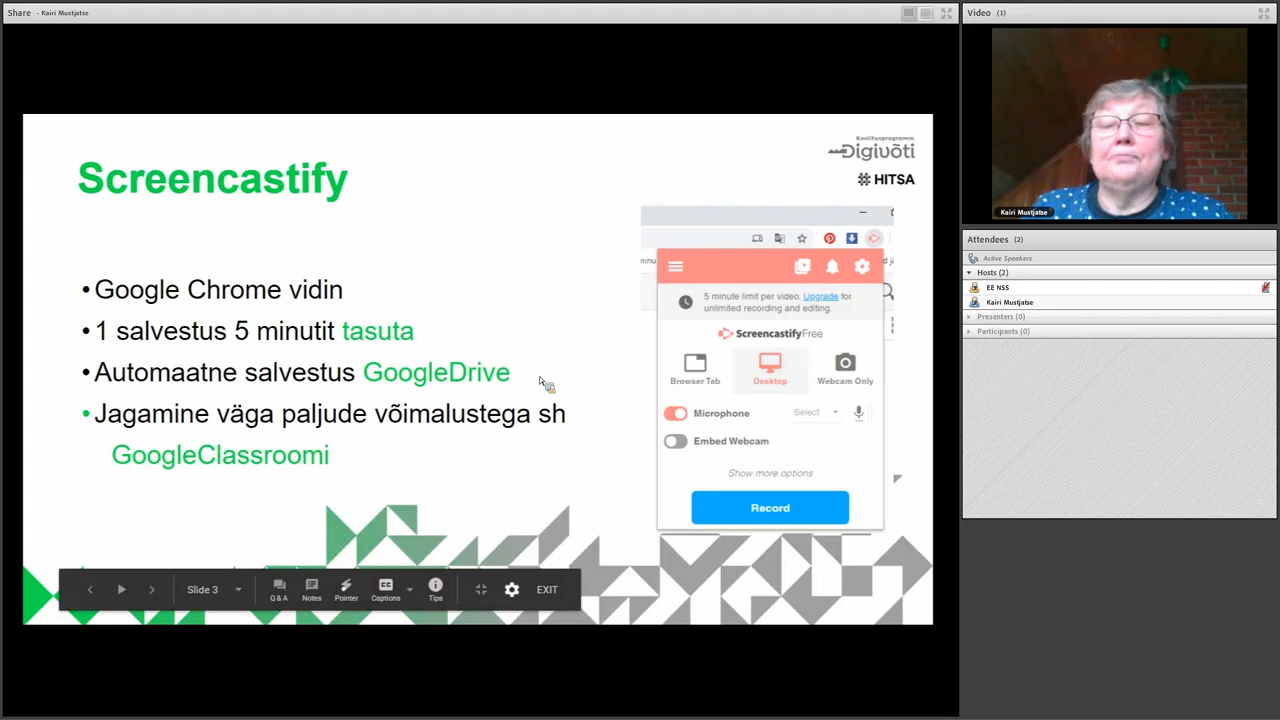 Share - Kairi Mustjatse
Video (1)
Kairi Mustjatse
Koolitusprogramm
Digivõti
HITSA
Screencastify
•Google Chrome vidin
•1 salvestus 5 minutit tasuta
•Automaatne salvestus GoogleDrive
•Jagamine väga paljude võimalustega sh
GoogleClassroomi
5 minute limit per video. Upgrade for
unlimited recording and editing.
ScreencastifyFree
Browser Tab
Desktop
Webcam Only
Microphone
Select
Embed Webcam
Show more options
Record
Slide 3
Q & A
Notes
Pointer
Captions
Tips
EXIT
Attendees (2)
Active Speakers
Hosts (2)
EE NSS
Kairi Mustjatse
Presenters (0)
Participants (0)